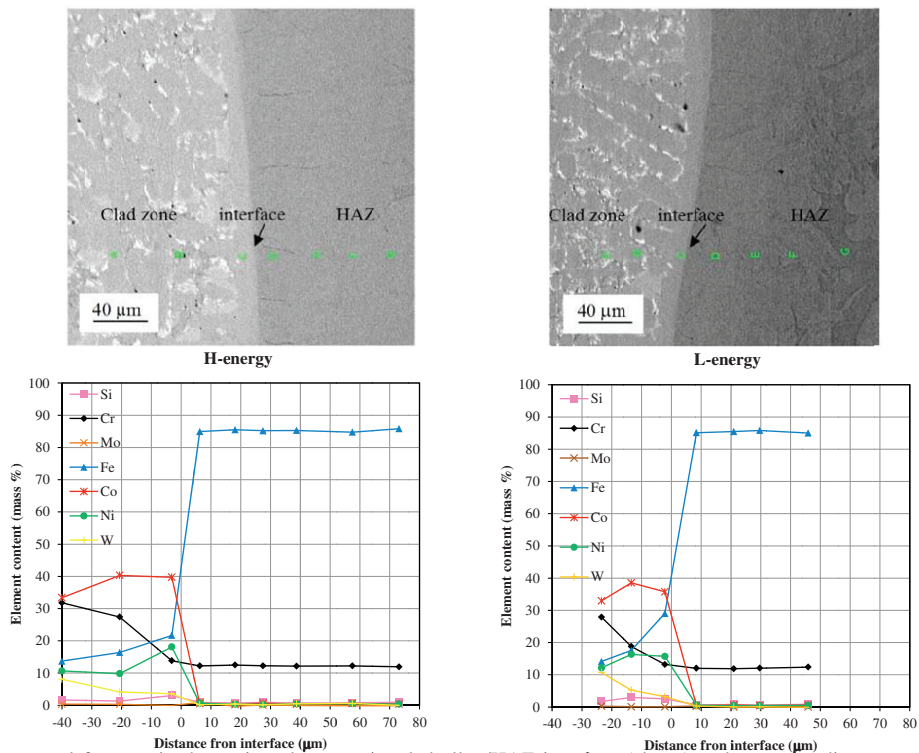 Clad zone interface HAZ
40 µm
H-energy
Clad zone interface HAZ
C D E F G
40 µm
L-energy
Element content (mass %)
100
90
80
70
60
50
40
30
20
10
0
Si
Cr
Mo
Fe
Co
Ni
W
-40 -30 -20 -10 0 10 20 30 40 50 60 70 80
Distance fron interface (µm)
Element content (mass %)
100
90
80
70
60
50
40
30
20
10
0
Si
Cr
Mo
Fe
Co
Ni
W
-40 -30 -20 -10 0 10 20 30 40 50 60 70 80
Distance fron interface (µm)